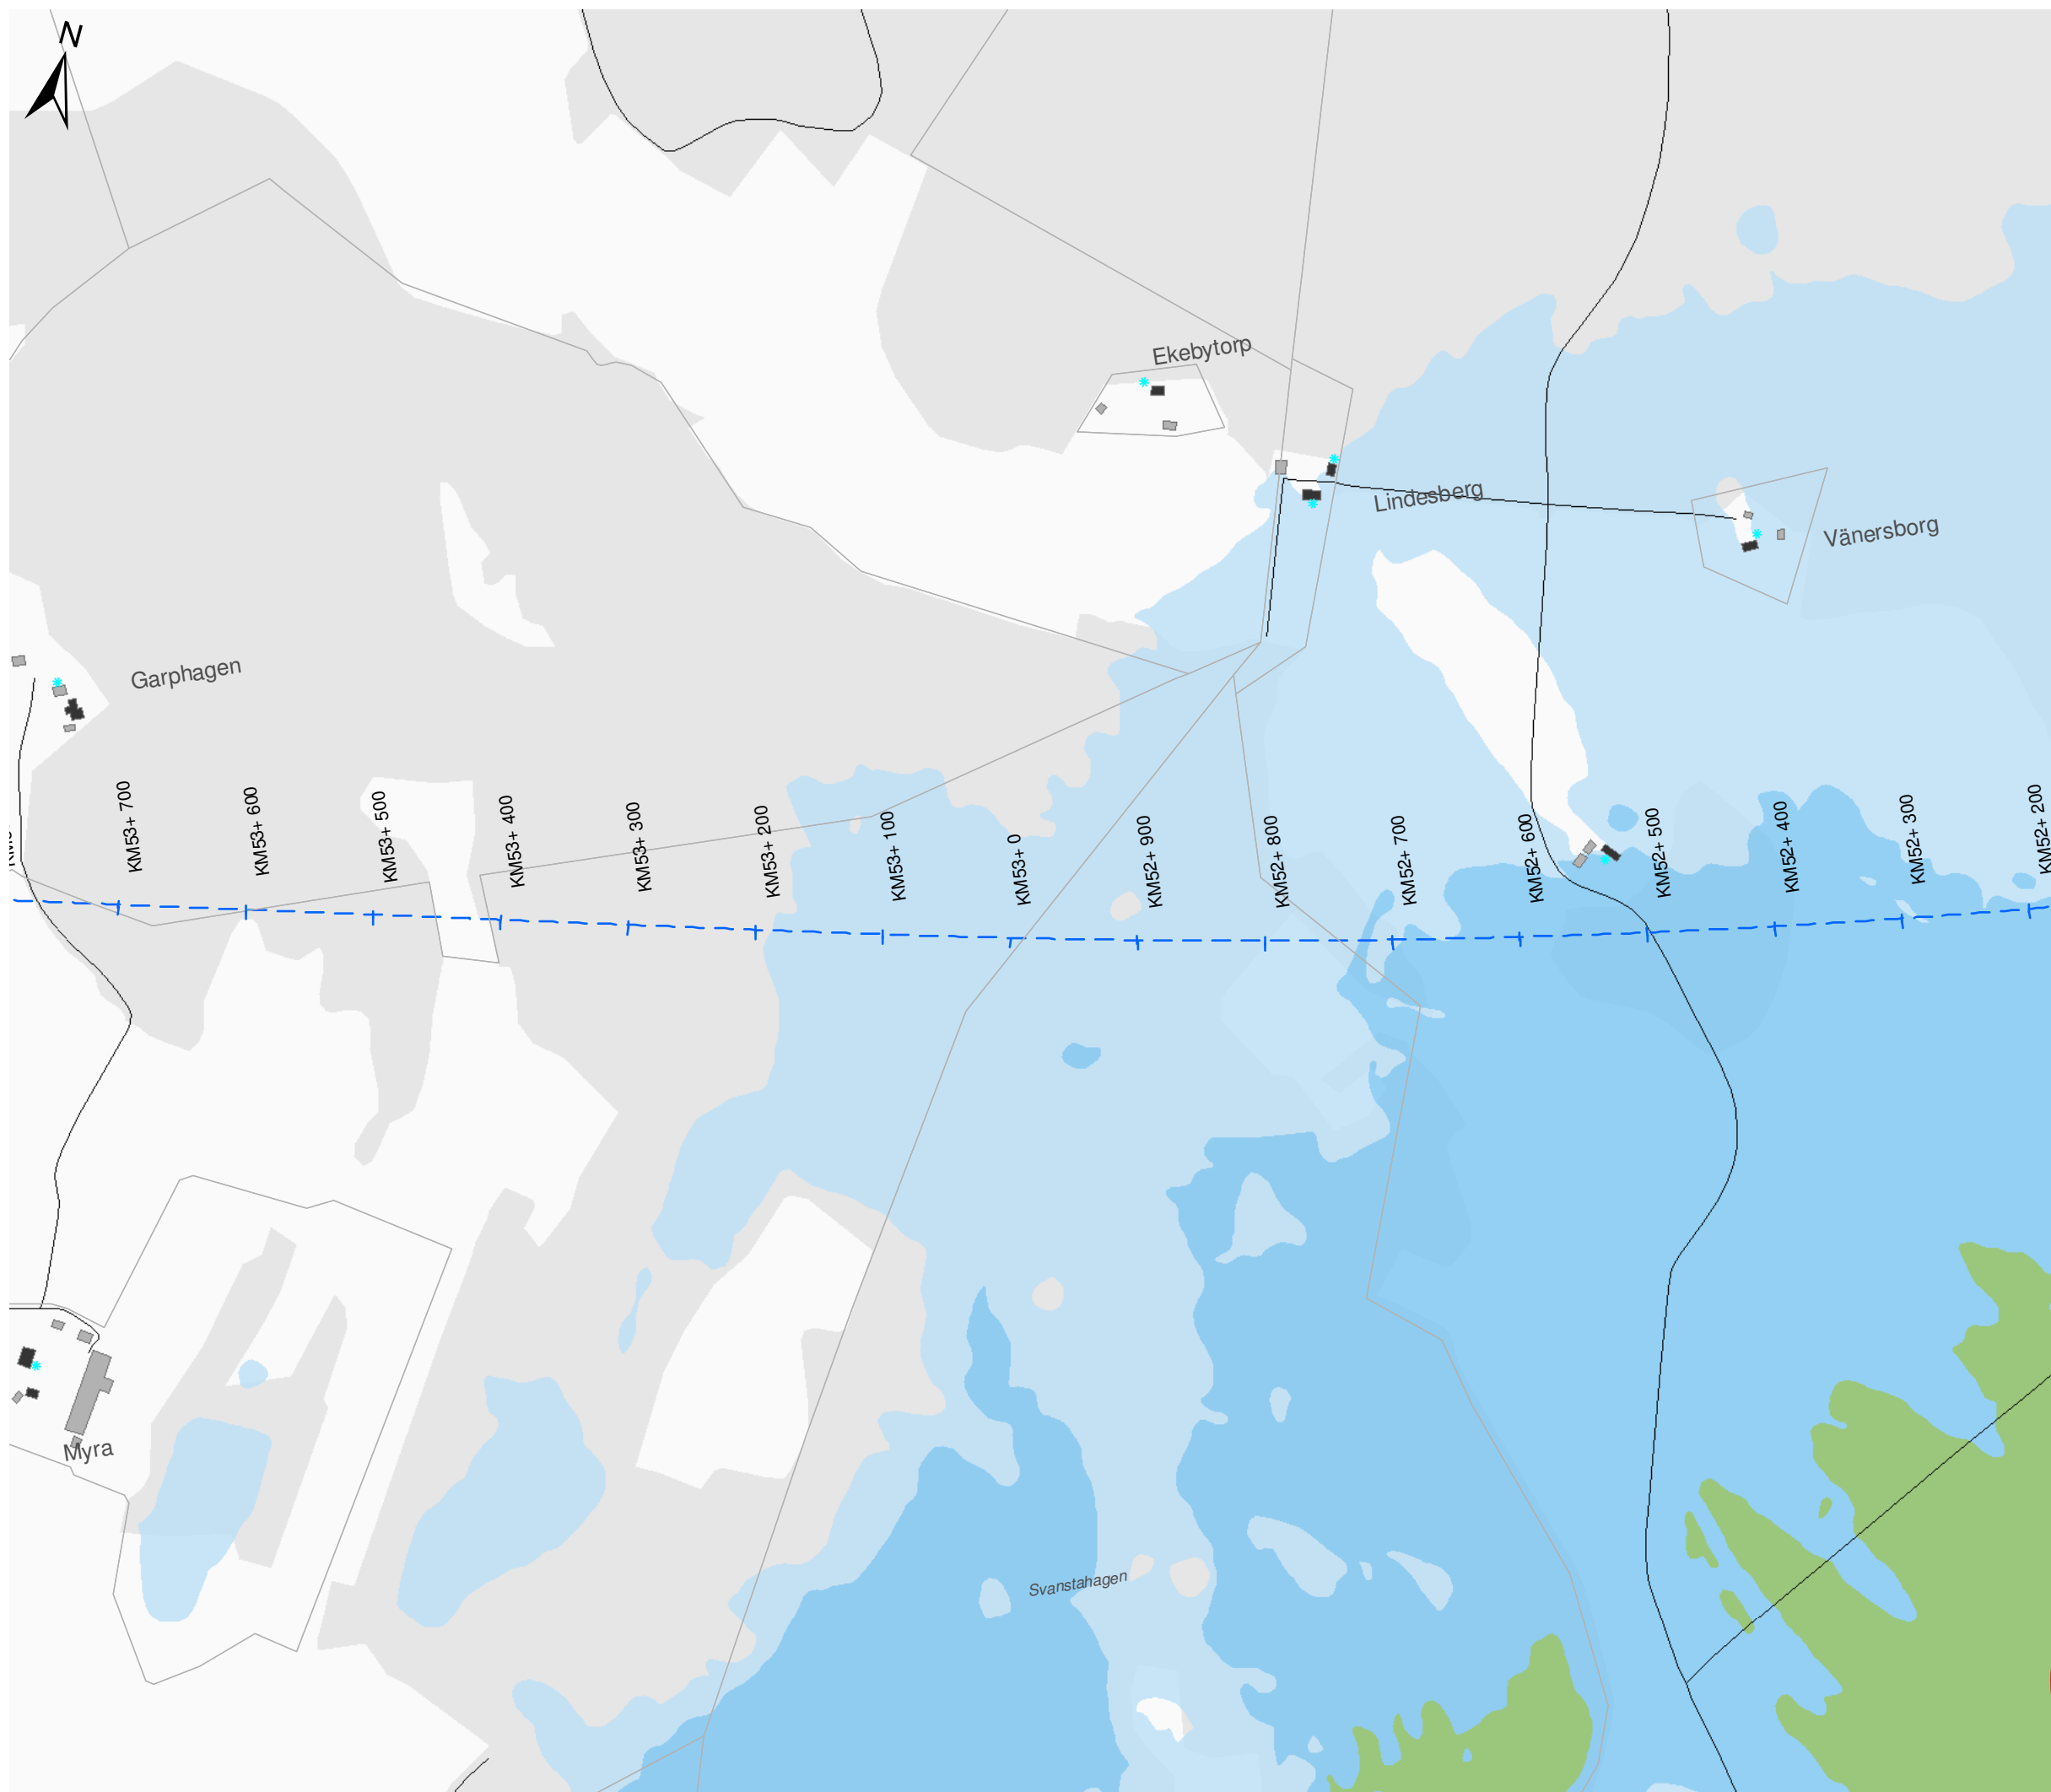 N
Ekebytorp
Lindesberg
Vänersborg
Garphagen
KM53+ 700
KM53+ 600
KM53+ 500
KM53+ 400
KM53+ 300
KM53+ 200
KM53+ 100
KM53+ 0
KM52+ 900
KM52+ 800
KM52+ 700
KM52+ 600
KM52+ 500
KM52+ 400
KM52+ 300
KM52+ 200
Myra
Svanstahagen